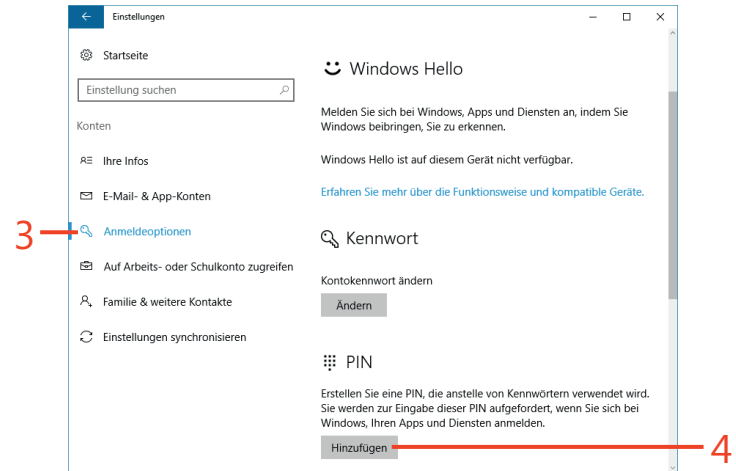 Einstellungen
Startseite
Einstellung suchen
Konten
Ihre Infos
E-Mail- & App-Konten
3
Anmeldeoptionen
Auf Arbeits- oder Schulkonto zugreifen
Familie & weitere Kontakte
Einstellungen synchronisieren
Windows Hello
Melden Sie sich bei Windows, Apps und Diensten an, indem Sie
Windows beibringen, Sie zu erkennen.
Windows Hello ist auf diesem Gerät nicht verfügbar.
Erfahren Sie mehr über die Funktionsweise und kompatible Geräte.
Kennwort
Kontokennwort ändern
Ändern
PIN
Erstellen Sie eine PIN, die anstelle von Kennwörtern verwendet wird.
Sie werden zur Eingabe dieser PIN aufgefordert, wenn Sie sich bei
Windows, Ihren Apps und Diensten anmelden.
Hinzufügen
4